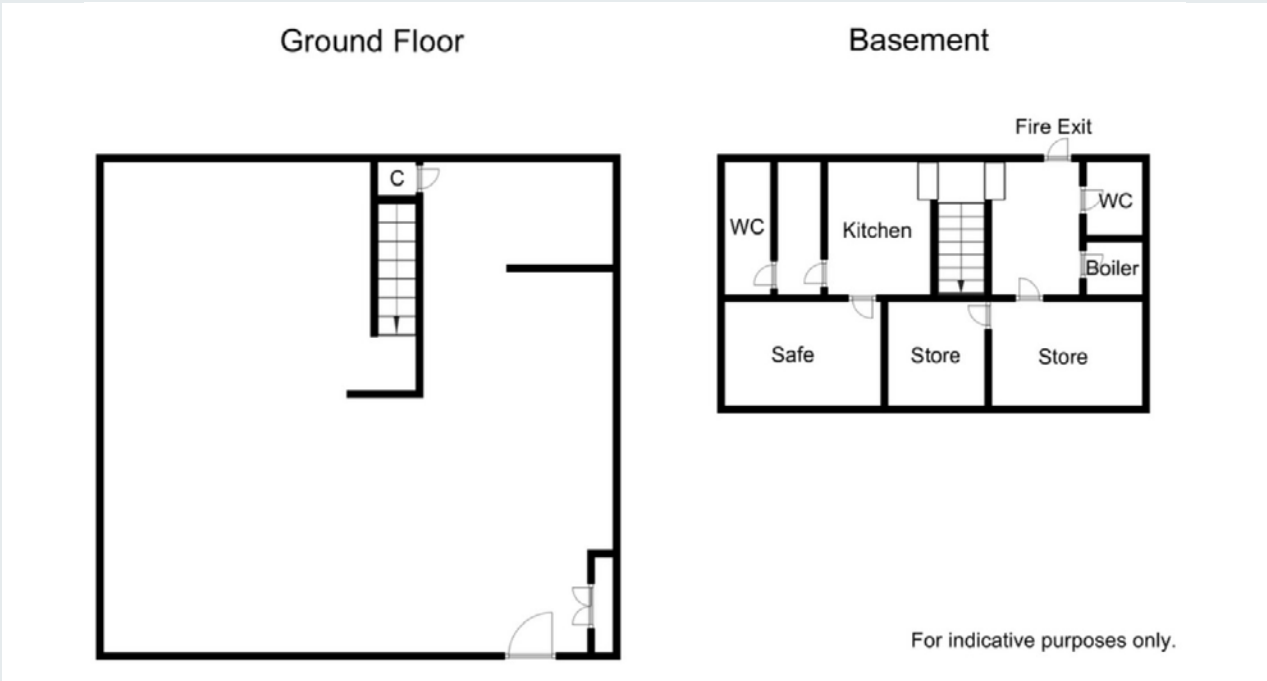 Ground Floor
Basement
Fire Exit
C
WC
Kitchen
WC
Boiler
Safe
Store
Store
For indicative purposes only.